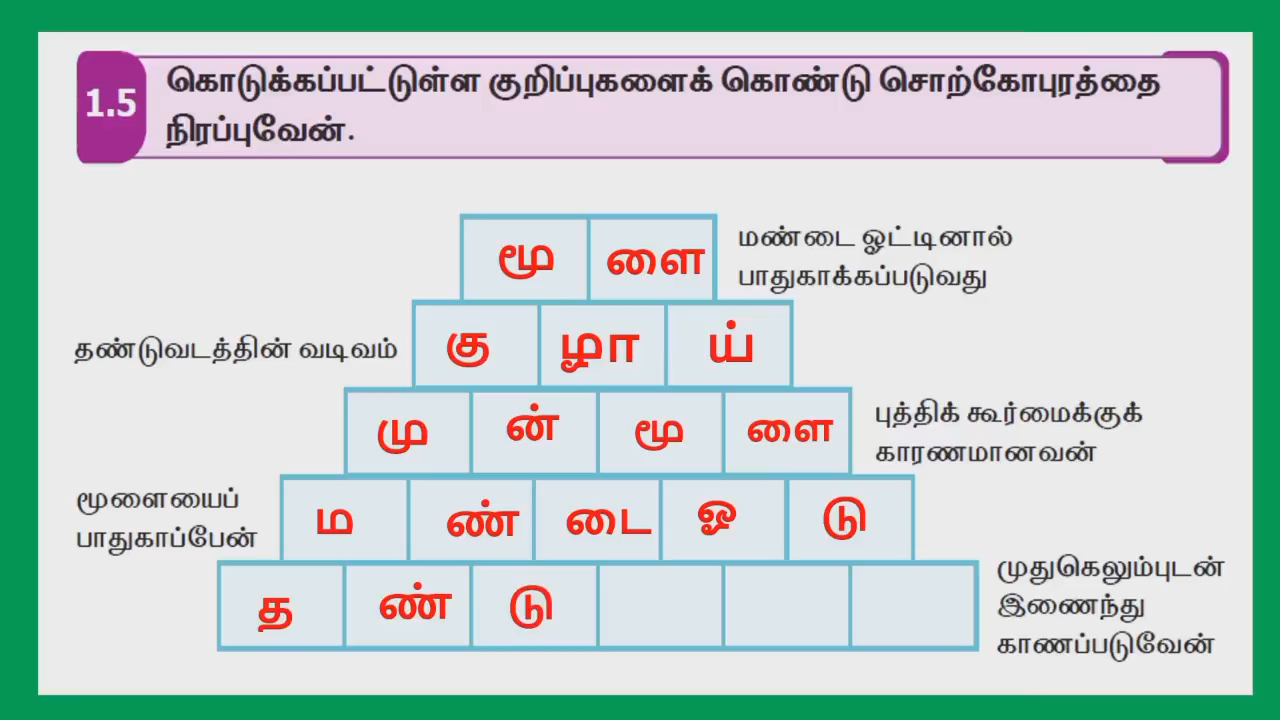 1.5
கொடுக்கப்பட்டுள்ள குறிப்புகளைக் கொண்டு சொற்கோபுரத்தை
நிரப்புவேன்.
மூ ளை
மண்டை ஓட்டினால்
பாதுகாக்கப்படுவது
தண்டுவடத்தின் வடிவம்
கு ழா ய்
மு ன் மூ ளை
புத்திக் கூர்மைக்குக்
காரணமானவன்
மூளையைப்
பாதுகாப்பேன்
ம ண் டை ஓ டு
த ண் டு
முதுகெலும்புடன்
இணைந்து
காணப்படுவேன்